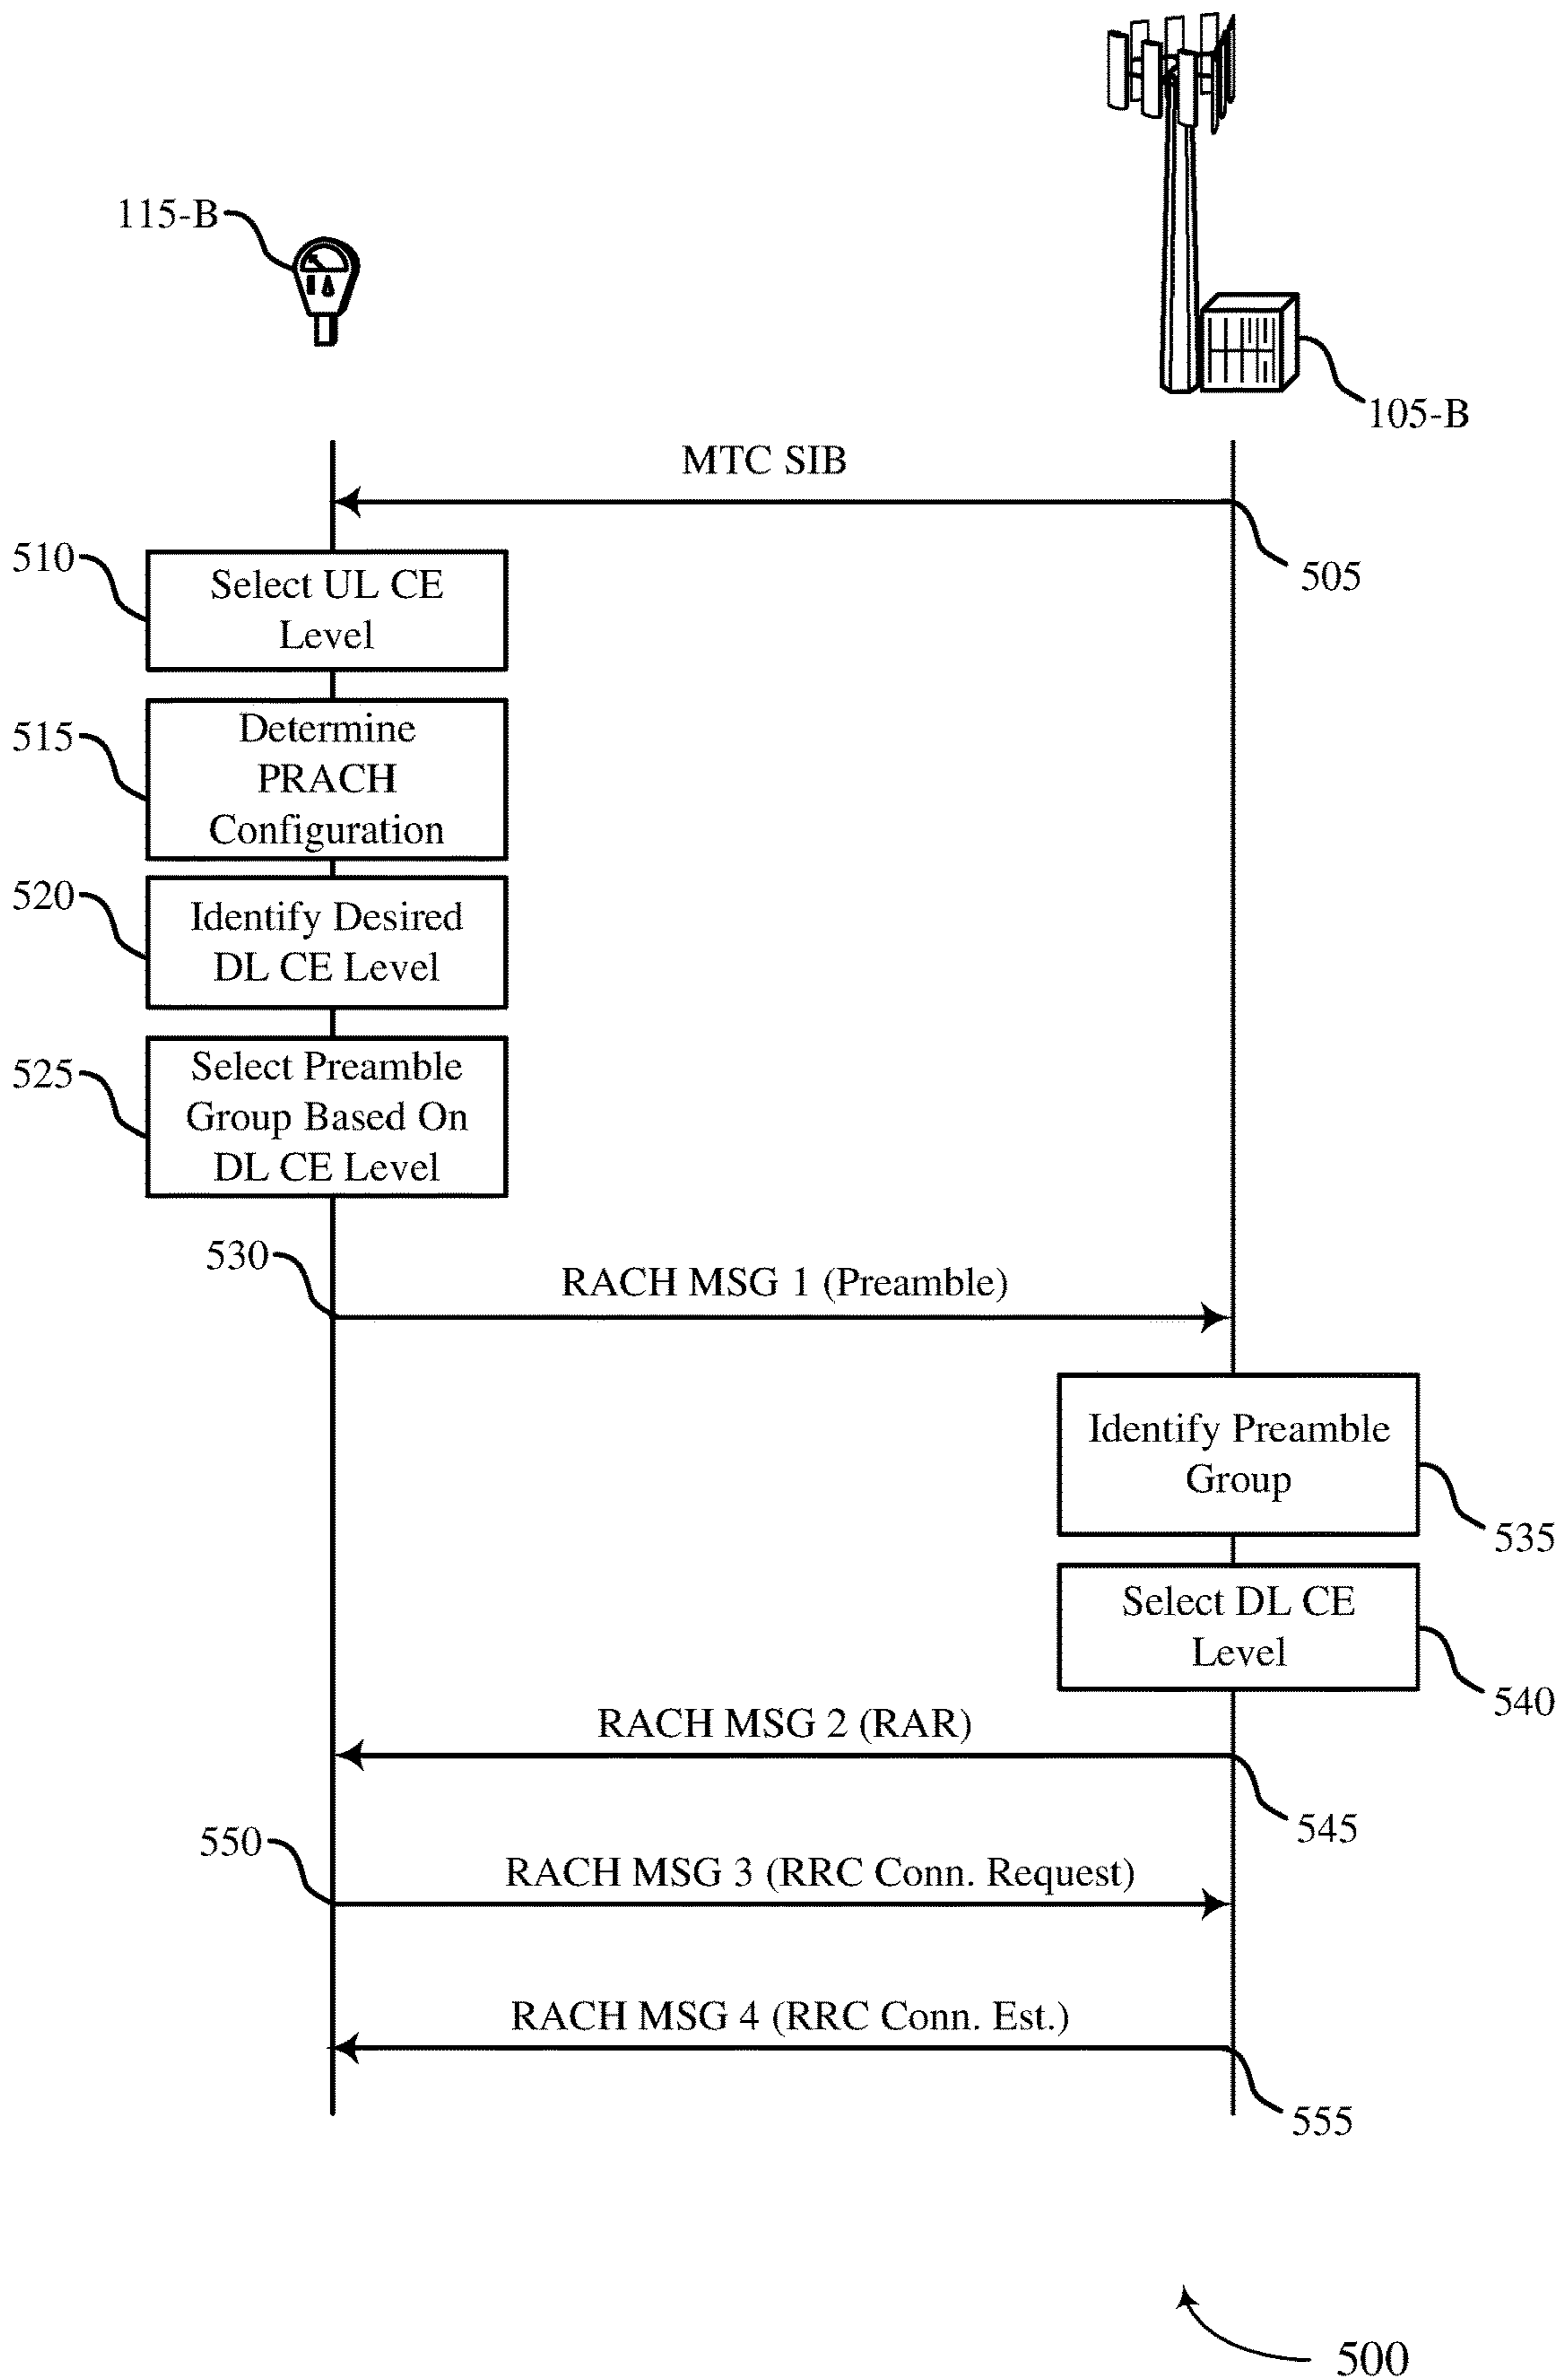 115-B
105-B
MTC SIB
505
510
Select UL CE
Level
515
Determine
PRACH
Configuration
520
Identify Desired
DL CE Level
525
Select Preamble
Group Based On
DL CE Level
530
RACH MSG 1 (Preamble)
Identify Preamble
Group
535
Select DL CE
Level
540
RACH MSG 2 (RAR)
545
550
RACH MSG 3 (RRC Conn. Request)
RACH MSG 4 (RRC Conn. Est.)
555
500